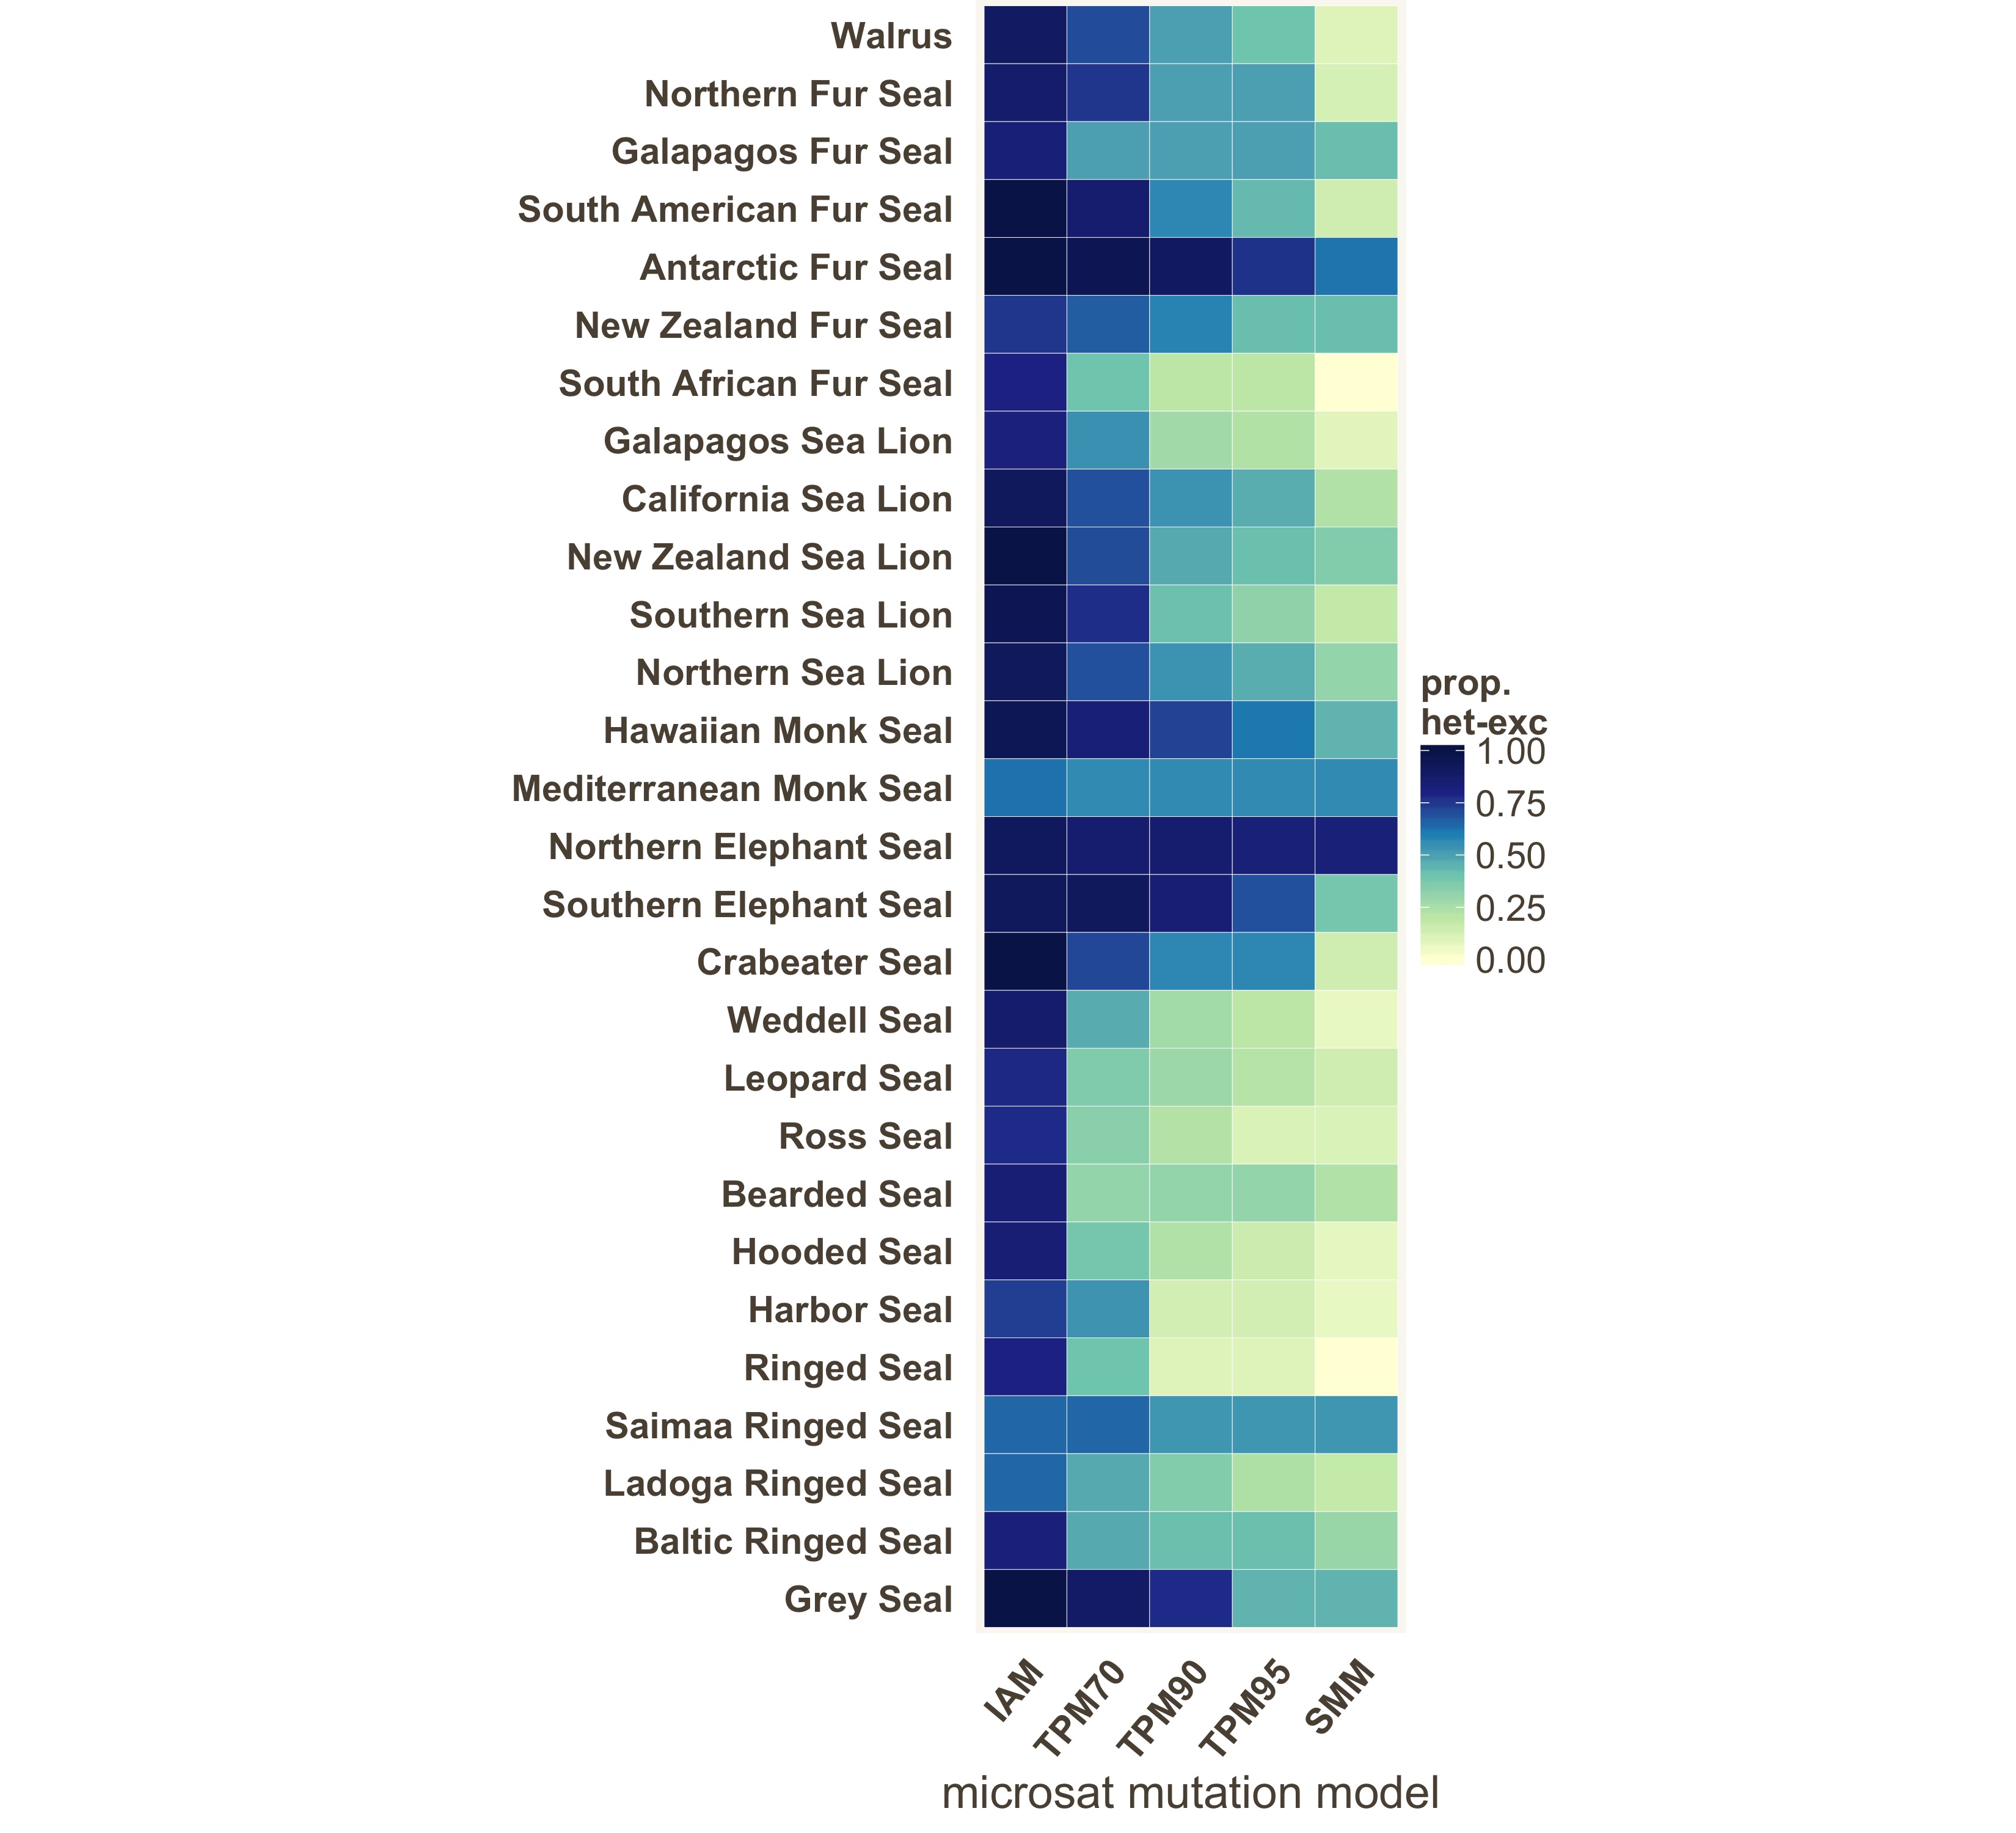 Walrus
Northern Fur Seal
Galapagos Fur Seal
South American Fur Seal
Antarctic Fur Seal
New Zealand Fur Seal
South African Fur Seal
Galapagos Sea Lion
California Sea Lion
New Zealand Sea Lion
Southern Sea Lion
Northern Sea Lion
Hawaiian Monk Seal
Mediterranean Monk Seal
Northern Elephant Seal
Southern Elephant Seal
Crabeater Seal
Weddell Seal
Leopard Seal
Ross Seal
Bearded Seal
Hooded Seal
Harbor Seal
Ringed Seal
Saimaa Ringed Seal
Ladoga Ringed Seal
Baltic Ringed Seal
Grey Seal
IAM
TPM70
TPM90
TPM95
SMM
microsat mutation model
prop.
het-exc
1.00
0.75
0.50
0.25
0.00